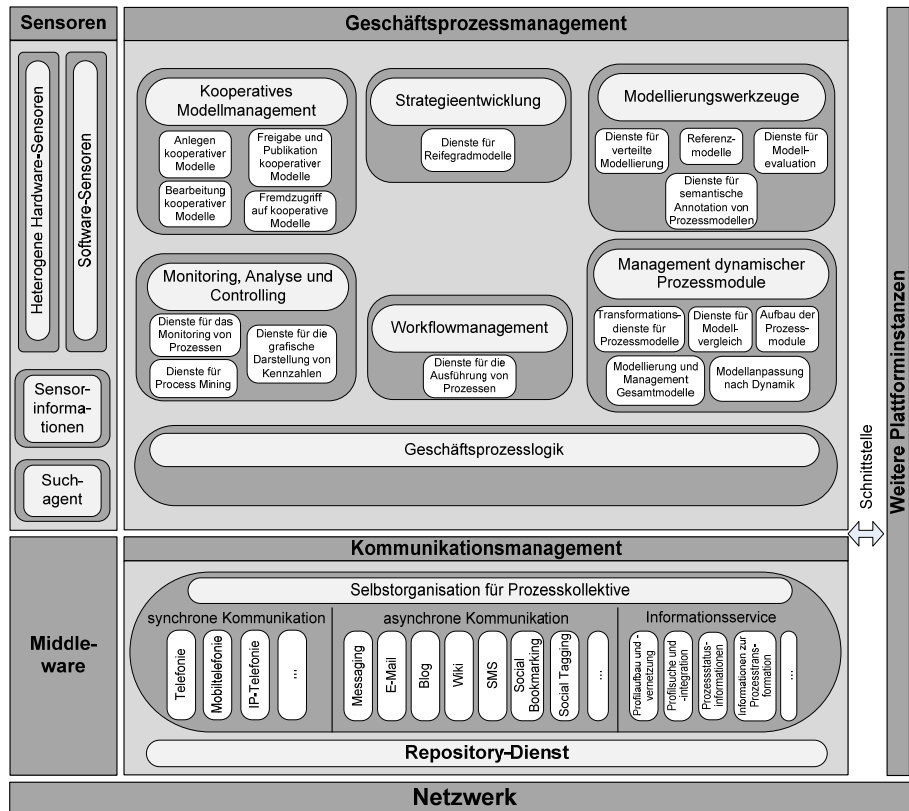 Sensoren
Heterogene Hardware-Sensoren
Software-Sensoren
Sensor-
informa-
tionen
Such-
agent
Geschäftsprozessmanagement
Kooperatives
Modellmanagement
Anlegen
kooperativer
Modelle
Freigabe und
Publikation
kooperativer
Modelle
Bearbeitung
kooperativer
Modelle
Fremdzugriff
auf kooperative
Modelle
Strategieentwicklung
Dienste für
Reifegradmodelle
Modellierungswerkzeuge
Dienste für
verteilte
Modellierung
Referenz-
modelle
Dienste für
Modell-
evaluation
Dienste für
semantische
Annotation von
Prozessmodellen
Monitoring, Analyse und
Controlling
Dienste für das
Monitoring von
Prozessen
Dienste für die
grafische
Darstellung von
Kennzahlen
Dienste für
Process Mining
Workflowmanagement
Dienste für die
Ausführung von
Prozessen
Management dynamischer
Prozessmodule
Transformations-
dienste für
Prozessmodelle
Dienste für
Modell-
vergleich
Aufbau der
Prozess-
module
Modellierung und
Management
Gesamtmodelle
Modellanpassung
nach Dynamik
Geschäftsprozesslogik
Schnittstelle
Weitere Plattforminstanzen
Middle-
ware
Kommunikationsmanagement
Selbstorganisation für Prozesskollektive
synchrone Kommunikation
Telefonie
Mobiltelefonie
IP-Telefonie
...
asynchrone Kommunikation
Messaging
E-Mail
Blog
Wiki
SMS
Social
Bookmarking
Social Tagging
...
Informationsservice
Profilaufbau und -
vernetzung
Profilsuche und
-integration
Prozessstatus-
informationen
Informationen zur
Prozesstrans-
formation
...
Repository-Dienst
Netzwerk